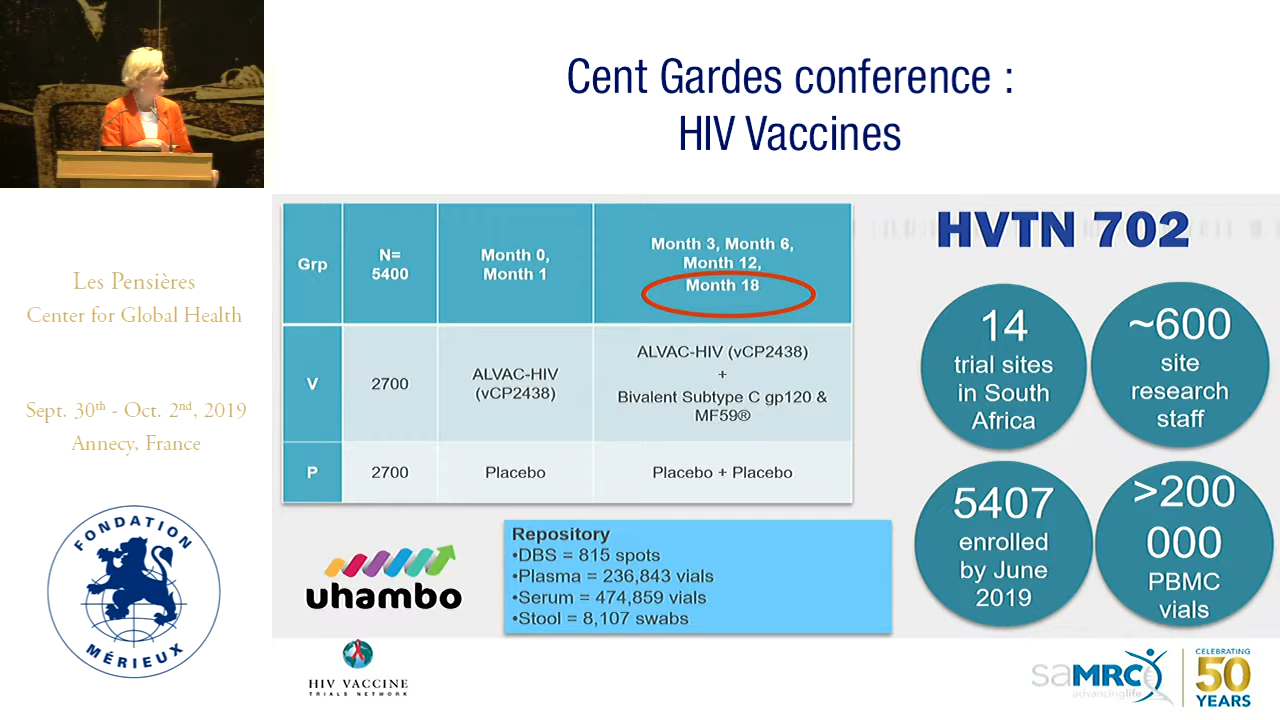 Cent Gardes conference :
HIV Vaccines
Les Pensières
Center for Global Health
Sept. 30th - Oct. 2nd, 2019
Annecy, France
FONDATION
MÉRIEUX
Grp
N=
5400
Month 0,
Month 1
Month 3, Month 6,
Month 12,
Month 18
V
2700
ALVAC-HIV
(vCP2438)
ALVAC-HIV (vCP2438)
+
Bivalent Subtype C gp120 &
MF59®
P
2700
Placebo
Placebo + Placebo
HVTN 702
14
trial sites
in South
Africa
~600
site
research
staff
5407
enrolled
by June
2019
>200
000
PBMC
vials
uhambo
Repository
•DBS = 815 spots
•Plasma = 236,843 vials
•Serum = 474,859 vials
•Stool = 8,107 swabs
HIV VACCINE
TRIALS NETWORK
saMRC
advancinglife
CELEBRATING
50
YEARS